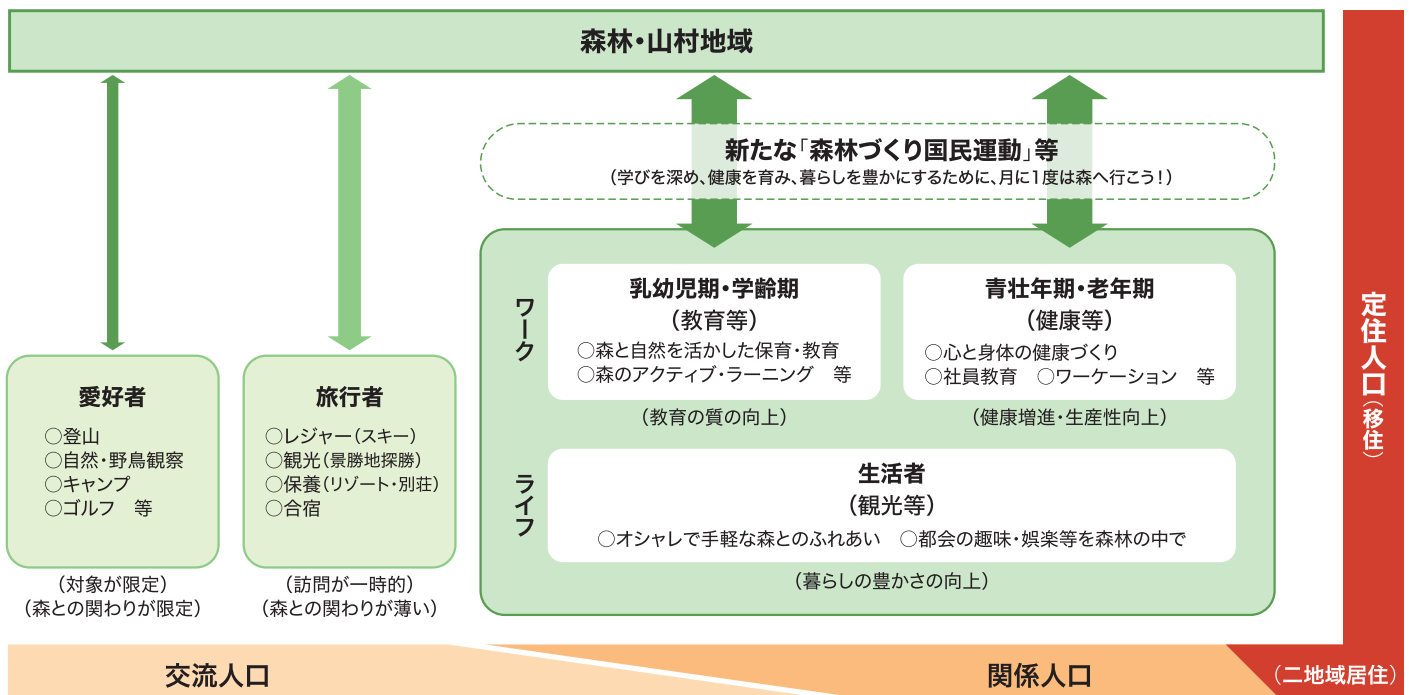 森林・山村地域
新たな「森林づくり国民運動」等
（学びを深め、健康を育み、暮らしを豊かにするために、月に1度は森へ行こう！）
愛好者
○登山
○自然・野鳥観察
○キャンプ
○ゴルフ　等
（対象が限定）
（森との関わりが限定）
旅行者
○レジャー（スキー）
○観光（景勝地探勝）
○保養（リゾート・別荘）
○合宿
（訪問が一時的）
（森との関わりが薄い）
ワーク
乳幼児期・学齢期
（教育等）
○森と自然を活かした保育・教育
○森のアクティブ・ラーニング　等
（教育の質の向上）
青壮年期・老年期
（健康等）
○心と身体の健康づくり
○社員教育　○ワーケーション　等
（健康増進・生産性向上）
ライフ
生活者
（観光等）
○オシャレで手軽な森とのふれあい　○都会の趣味・娯楽等を森林の中で
（暮らしの豊かさの向上）
定住人口（移住）
交流人口
関係人口
（二地域居住）